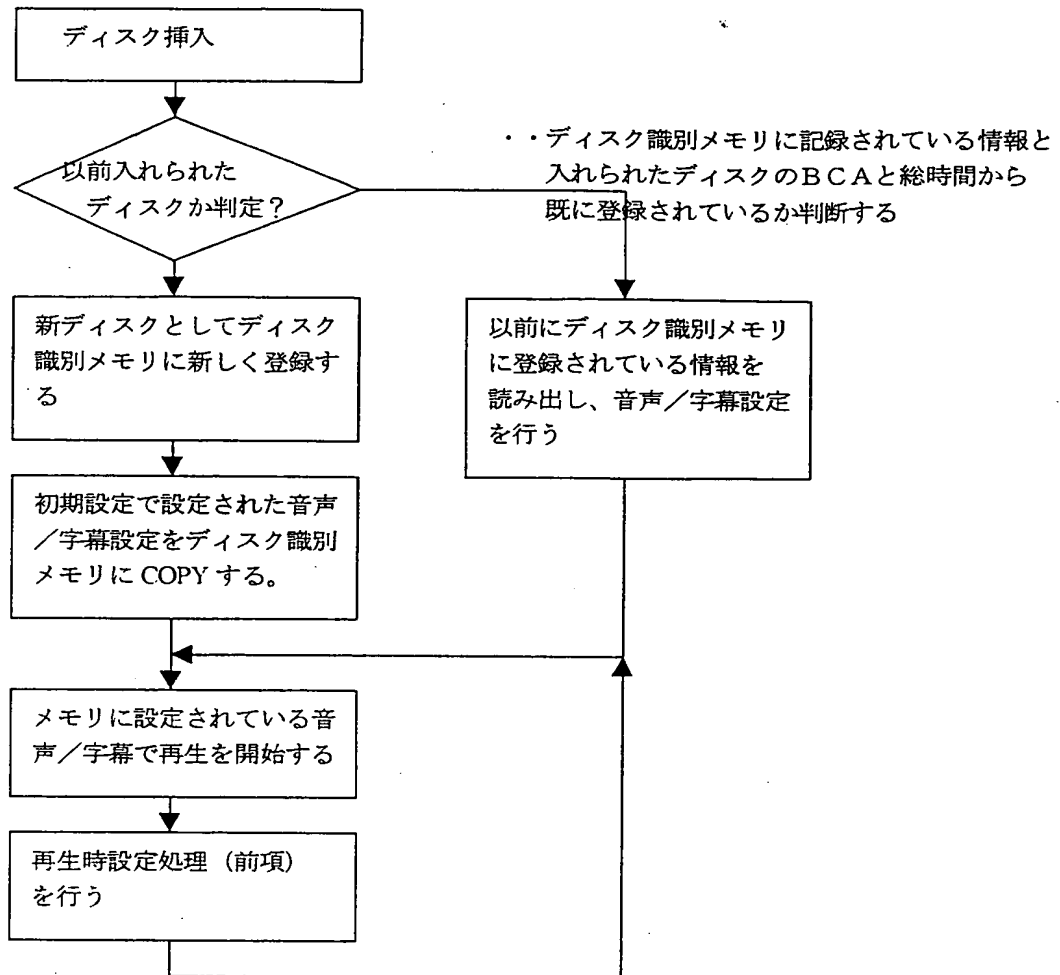 ディスク挿入
以前入れられた
ディスクか判定？
・・ディスク識別メモリに記録されている情報と
入れられたディスクのＢＣＡと総時間から
既に登録されているか判断する
新ディスクとしてディスク
識別メモリに新しく登録す
る
以前にディスク識別メモリ
に登録されている情報を
読み出し、音声／字幕設定
を行う
初期設定で設定された音声
／字幕設定をディスク識別
メモリに COPY する。
メモリに設定されている音
声／字幕で再生を開始する
再生時設定処理（前項）
を行う